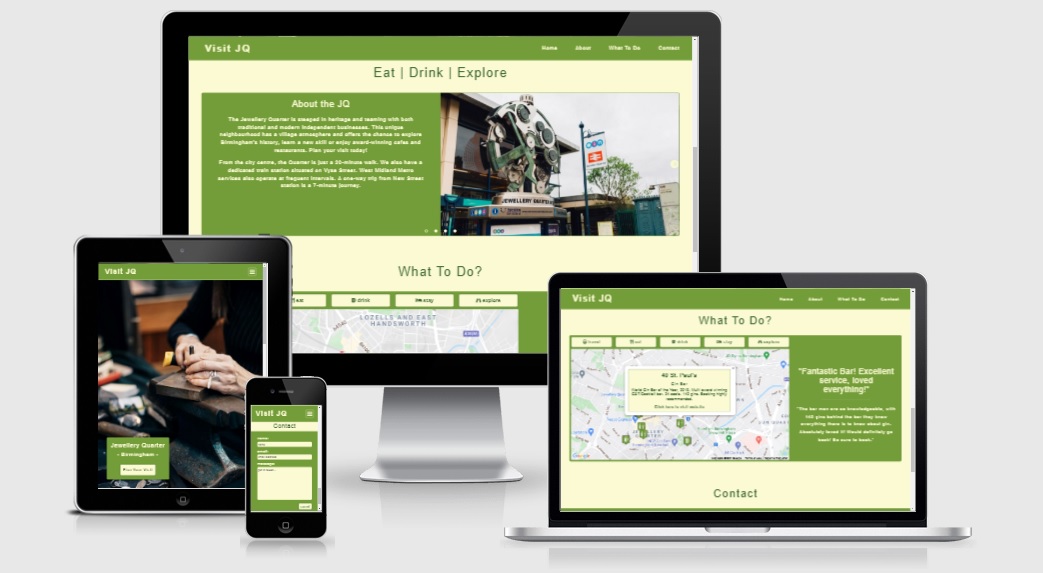 Visit JQ
Home About What To Do Contact
Eat | Drink | Explore
About the JQ
The Jewellery Quarter is steeped in heritage and teeming with both
traditional and modern independent businesses. This unique
neighbourhood has a village atmosphere and offers the chance to explore
Birmingham's history, learn a new skill or enjoy award-winning cafes and
restaurants. Plan your visit today!
From the city centre, the Quarter is just a 20-minute walk. We also have a
dedicated train station situated on Vyse Street. West Midland Metro
services also operate at frequent intervals. A one-way trip from New Street
station is a 7-minute journey.
JEWELLERY QUARTER
What To Do?
eat drink stay explore
LOZELLS AND EAST
HANDSWORTH
Visit JQ
Jewellery Quarter
- Birmingham -
Visit JQ
Contact
Visit JQ
Home About What To Do Contact
What To Do?
travel eat drink stay explore
40 St. Paul's
Gin Bar
Click here to visit website
Google
"Fantastic Bar! Excellent
service, loved
everything!"
"The bar men are so knowledgeable, with
140 gins behind the bar they knew
everything there is to know about gin.
Absolutely loved it! Would definitely go
back! So sure to book."
Contact